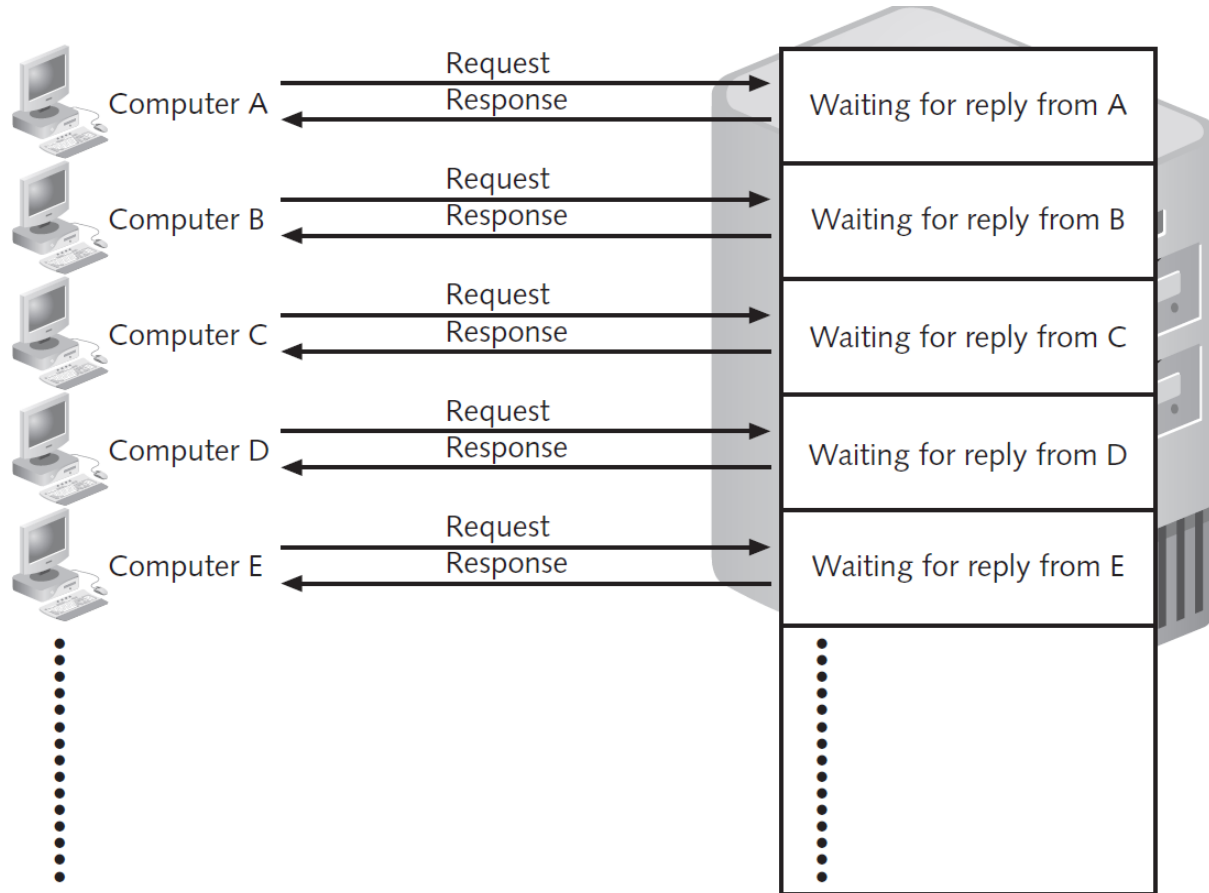 Request
Computer A
Response
Waiting for reply from A
Request
Computer B
Response
Waiting for reply from B
Request
Computer C
Response
Waiting for reply from C
Request
Computer D
Response
Waiting for reply from D
Request
Computer E
Response
Waiting for reply from E